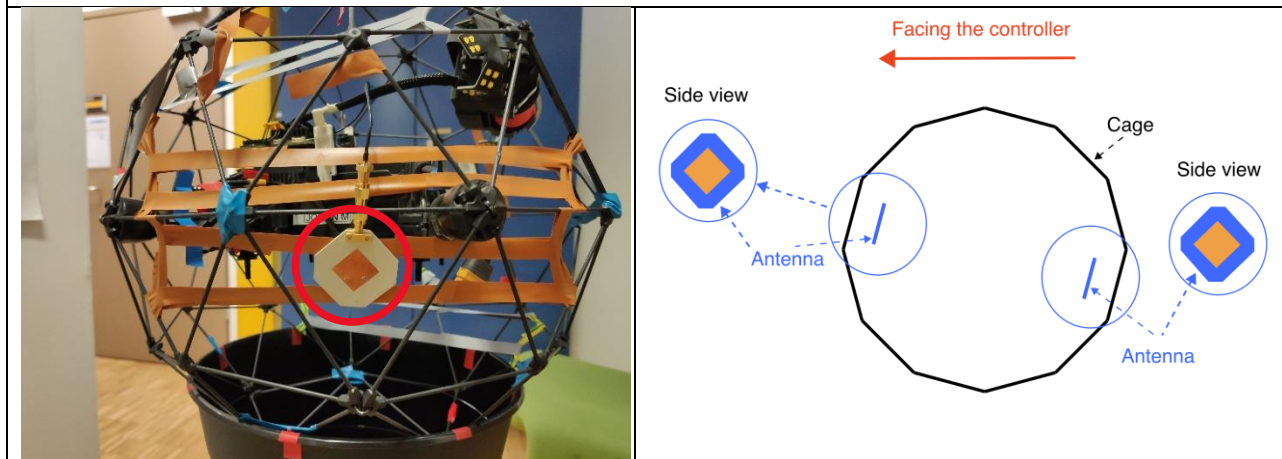 Facing the controller
Side view
Cage
Side view
Antenna
Antenna